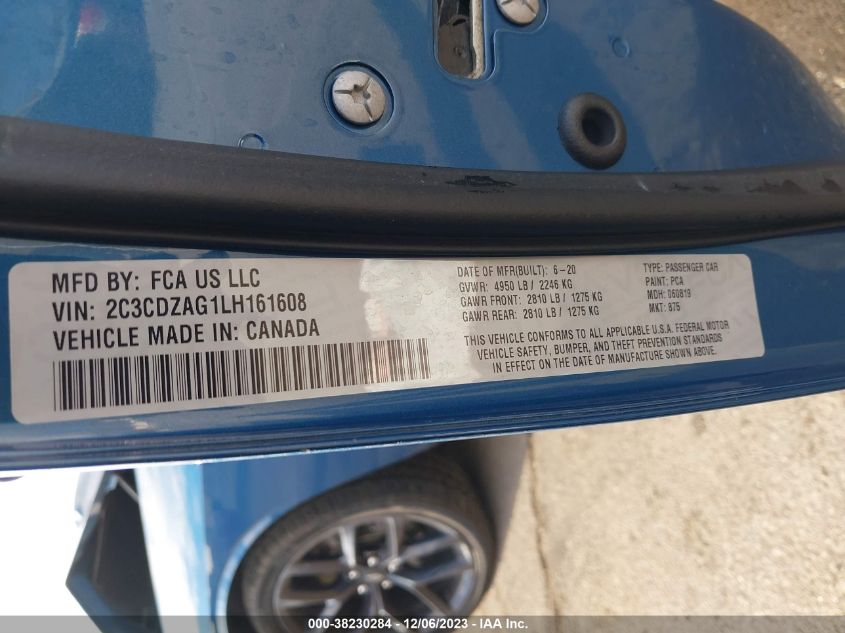 MFD BY: FCA US LLC
VIN: 2C3CDZAG1LH161608
VEHICLE MADE IN: CANADA
DATE OF MFR(BUILT): 6-20
GVWR: 4950 LB / 2246 KG
GAWR FRONT: 2810 LB / 1275 KG
GAWR REAR: 2810 LB / 1275 KG
TYPE: PASSENGER CAR
PAINT: PCA
MDH: 060819
MKT: 875
THIS VEHICLE CONFORMS TO ALL APPLICABLE U.S.A. FEDERAL MOTOR
VEHICLE SAFETY, BUMPER, AND THEFT PREVENTION STANDARDS
IN EFFECT ON THE DATE OF MANUFACTURE SHOWN ABOVE.
000-38230284 - 12/06/2023 - IAA Inc.